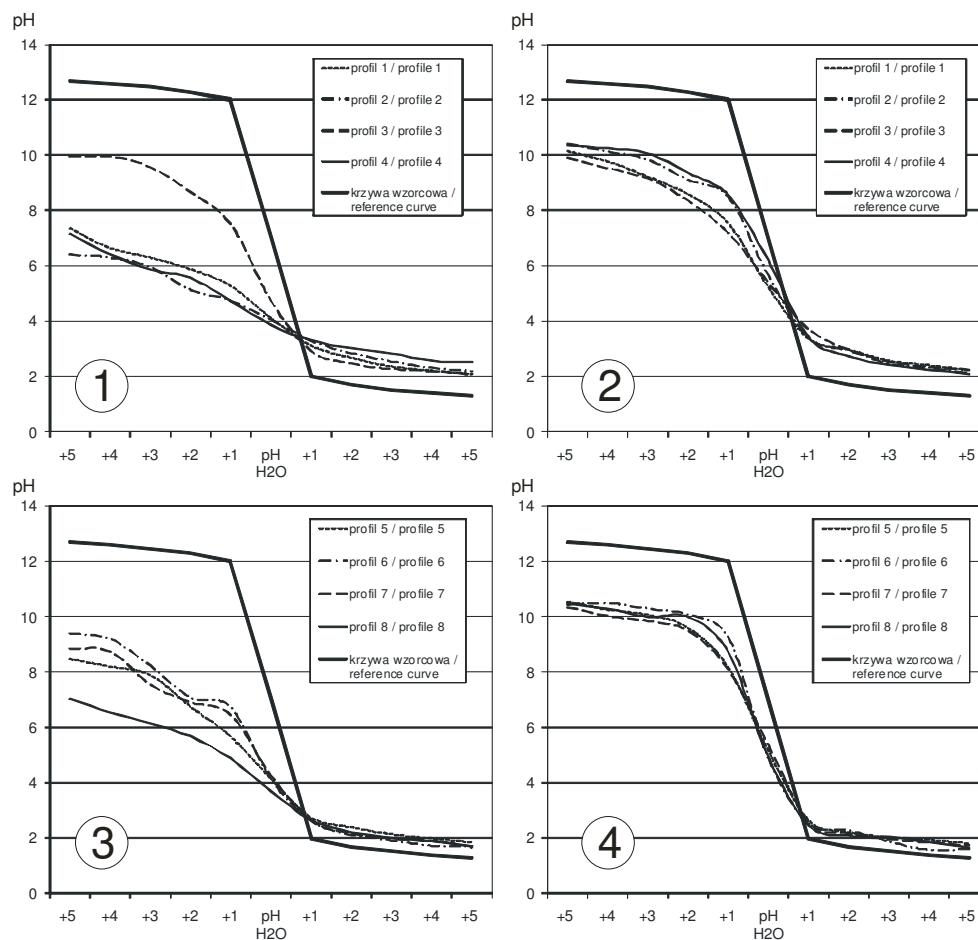 pH
14
12
10
8
6
4
2
0
profil 1 / profile 1
profil 2 / profile 2
profil 3 / profile 3
profil 4 / profile 4
krzywa wzorcowa /
reference curve
1
+5 +4 +3 +2 +1 pH +1 +2 +3 +4 +5
H2O
pH
14
12
10
8
6
4
2
0
profil 1 / profile 1
profil 2 / profile 2
profil 3 / profile 3
profil 4 / profile 4
krzywa wzorcowa /
reference curve
2
+5 +4 +3 +2 +1 pH +1 +2 +3 +4 +5
H2O
pH
14
12
10
8
6
4
2
0
profil 5 / profile 5
profil 6 / profile 6
profil 7 / profile 7
profil 8 / profile 8
krzywa wzorcowa /
reference curve
3
+5 +4 +3 +2 +1 pH +1 +2 +3 +4 +5
H2O
pH
14
12
10
8
6
4
2
0
profil 5 / profile 5
profil 6 / profile 6
profil 7 / profile 7
profil 8 / profile 8
krzywa wzorcowa /
reference curve
4
+5 +4 +3 +2 +1 pH +1 +2 +3 +4 +5
H2O